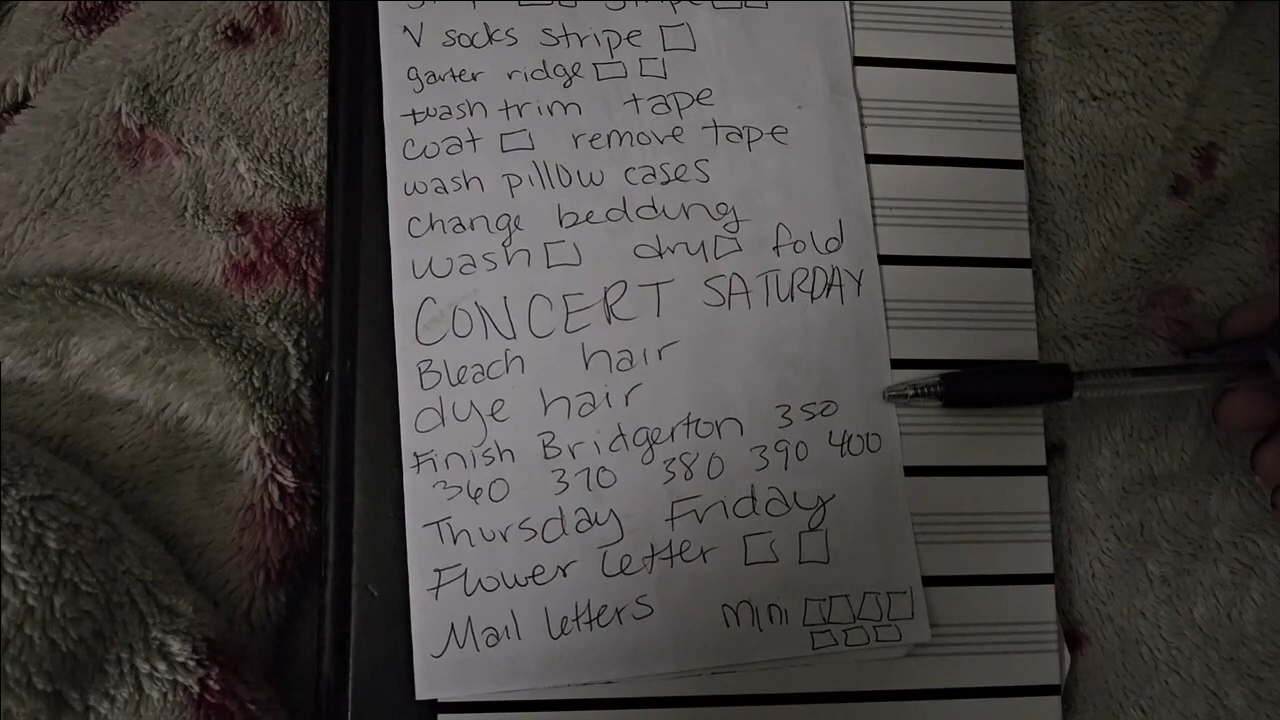 V socks stripe
garter ridge
wash trim tape
coat remove tape
wash pillow cases
change bedding
wash dry fold
CONCERT SATURDAY
Bleach hair
dye hair
Finish Bridgerton 350
360 370 380 390 400
Thursday Friday
Flower letter
Mail letters mini